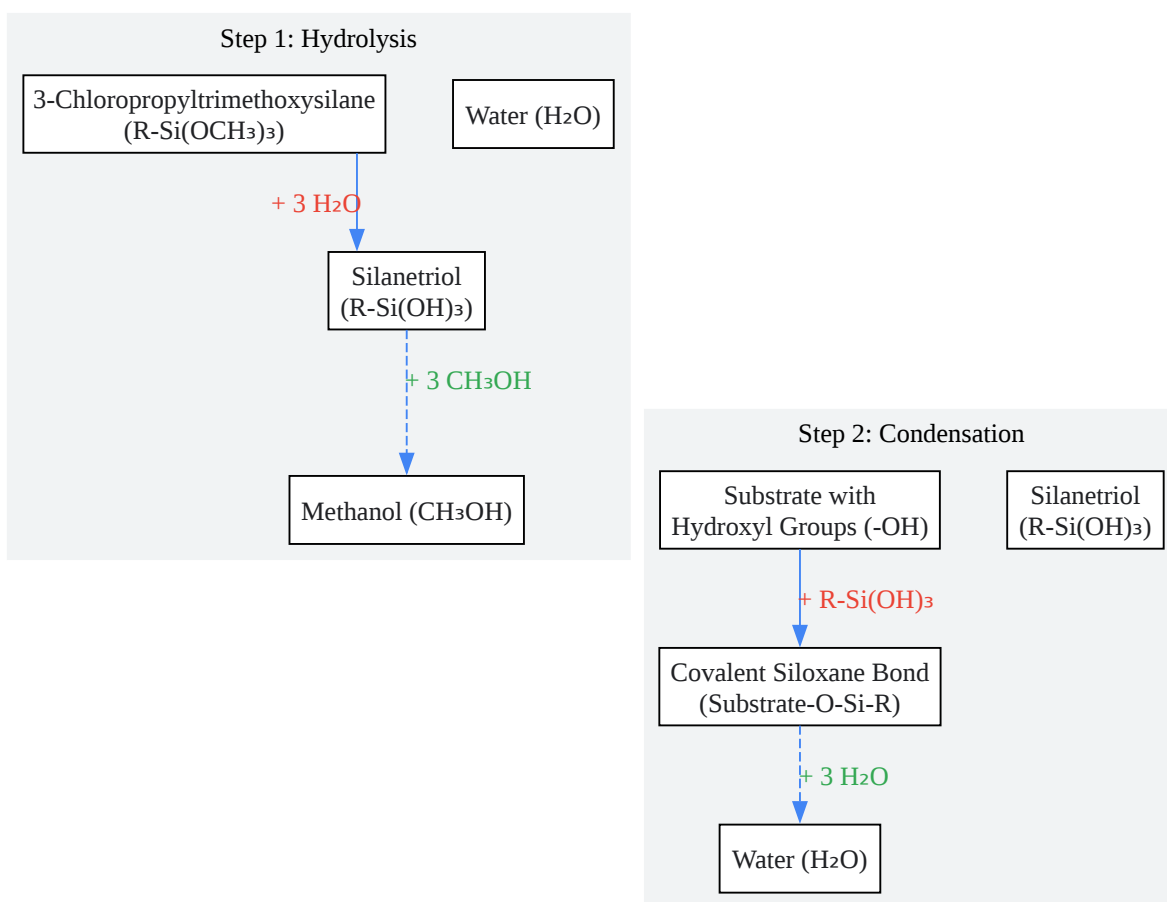 Step 1: Hydrolysis
3-Chloropropyltrimethoxysilane
(R-Si(OCH₃)₃)
Water (H₂O)
+ 3 H₂O
Silanetriol
(R-Si(OH)₃)
+ 3 CH₃OH
Methanol (CH₃OH)
Step 2: Condensation
Substrate with
Hydroxyl Groups (-OH)
Silanetriol
(R-Si(OH)₃)
+ R-Si(OH)₃
Covalent Siloxane Bond
(Substrate-O-Si-R)
+ 3 H₂O
Water (H₂O)